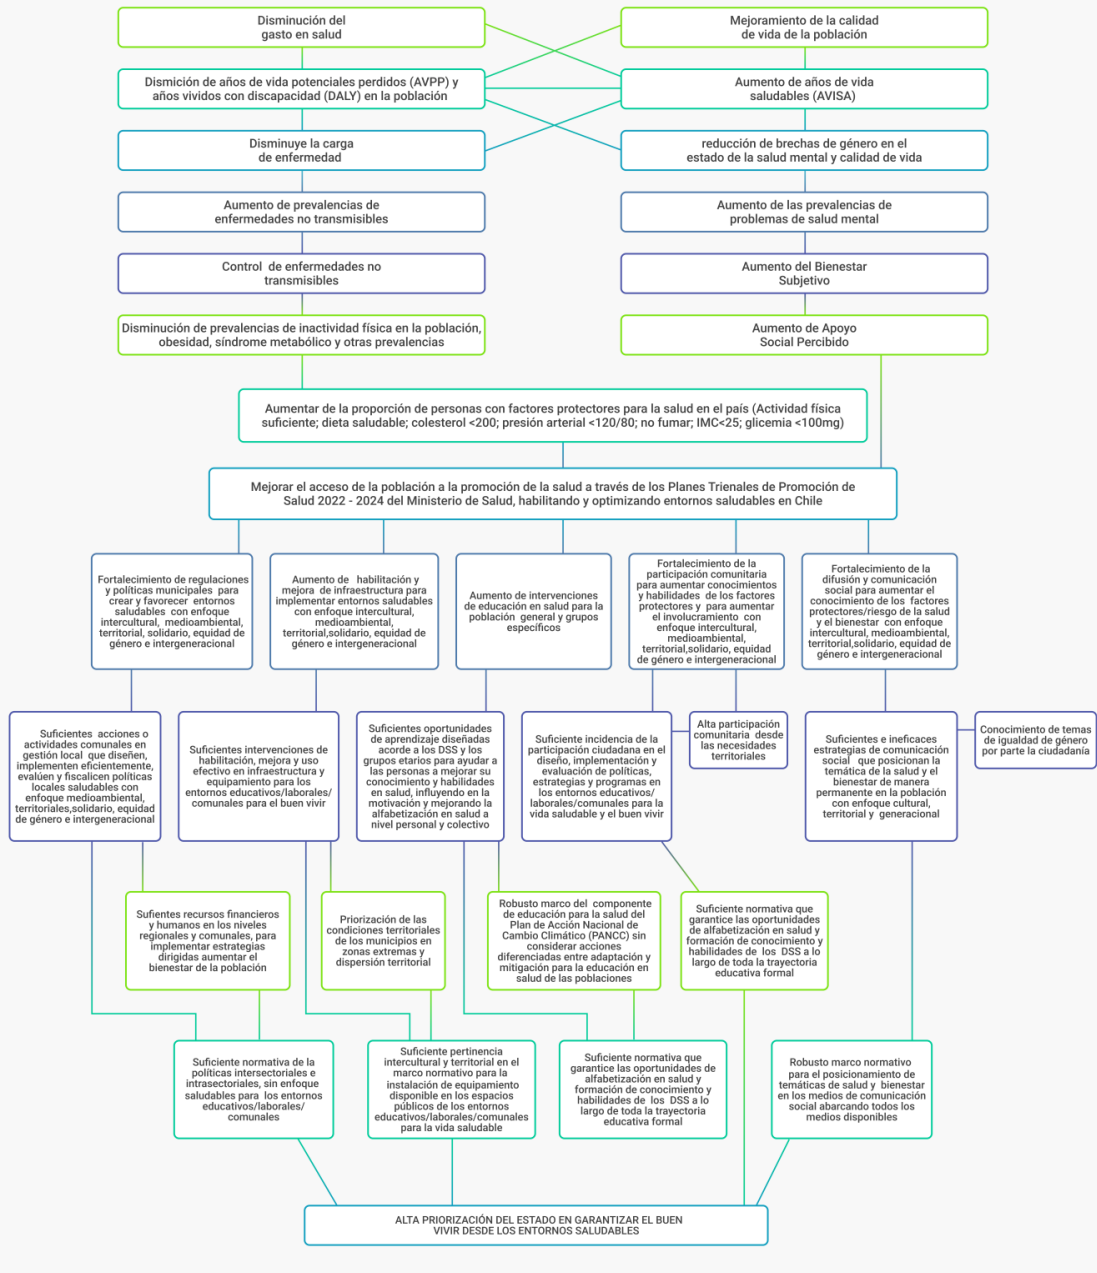 Disminución del
gasto en salud
Mejoramiento de la calidad
de vida de la población
Dismición de años de vida potenciales perdidos (AVPP) y
años vividos con discapacidad (DALY) en la población
Aumento de años de vida
saludables (AVISA)
Disminuye la carga
de enfermedad
reducción de brechas de género en el
estado de la salud mental y calidad de vida
Aumento de prevalencias de
enfermedades no transmisibles
Aumento de las prevalencias de
problemas de salud mental
Control de enfermedades no
transmisibles
Aumento del Bienestar
Subjetivo
Disminución de prevalencias de inactividad física en la población,
obesidad, síndrome metabólico y otras prevalencias
Aumento de Apoyo
Social Percibido
Aumentar de la proporción de personas con factores protectores para la salud en el país (Actividad física
suficiente; dieta saludable; colesterol <200; presión arterial <120/80; no fumar; IMC<25; glicemia <100mg)
Mejorar el acceso de la población a la promoción de la salud a través de los Planes Trienales de Promoción de
Salud 2022 - 2024 del Ministerio de Salud, habilitando y optimizando entornos saludables en Chile
Fortalecimiento de regulaciones
y políticas municipales para
crear y favorecer entornos
saludables con enfoque
intercultural, medioambiental,
territorial, solidario, equidad de
género e intergeneracional
Aumento de habilitación y
mejora de infraestructura para
implementar entornos saludables
con enfoque intercultural,
medioambiental,
territorial,solidario, equidad de
género e intergeneracional
Aumento de intervenciones
de educación en salud para la
población general y grupos
específicos
Fortalecimiento de la
participación comunitaria
para aumentar conocimientos
y habilidades de los factores
protectores y para aumentar
el involucramiento con
enfoque intercultural,
medioambiental,
territorial,solidario, equidad
de género e intergeneracional
Fortalecimiento de la
difusión y comunicación
social para aumentar el
conocimiento de los factores
protectores/riesgo de la salud
y el bienestar con enfoque
intercultural, medioambiental,
territorial,solidario, equidad de
género e intergeneracional
Suficientes acciones o
actividades comunales en
gestión local que diseñen,
implementen eficientemente,
evalúen y fiscalicen políticas
locales saludables con
enfoque medioambiental,
territoriales,solidario, equidad
de género e intergeneracional
Suficientes intervenciones de
habilitación, mejora y uso
efectivo en infraestructura y
equipamiento para los
entornos educativos/laborales/
comunales para el buen vivir
Suficientes oportunidades
de aprendizaje diseñadas
acorde a los DSS y los
grupos etarios para ayudar a
las personas a mejorar su
conocimiento y habilidades
en salud, influyendo en la
motivación y mejorando la
alfabetización en salud a
nivel personal y colectivo
Suficiente incidencia de la
participación ciudadana en el
diseño, implementación y
evaluación de políticas,
estrategias y programas en
los entornos educativos/
laborales/comunales para la
vida saludable y el buen vivir
Alta participación
comunitaria desde
las necesidades
territoriales
Suficientes e ineficaces
estrategias de comunicación
social que posicionan la
temática de la salud y el
bienestar de manera
permanente en la población
con enfoque cultural,
territorial y generacional
Conocimiento de temas
de igualdad de género
por parte la ciudadanía
Sufientes recursos financieros
y humanos en los niveles
regionales y comunales, para
implementar estrategias
dirigidas aumentar el
bienestar de la población
Priorización de las
condiciones territoriales
de los municipios en
zonas extremas y
dispersión territorial
Robusto marco del componente
de educación para la salud del
Plan de Acción Nacional de
Cambio Climático (PANCC) sin
considerar acciones
diferenciadas entre adaptación y
mitigación para la educación en
salud de las poblaciones
Suficiente normativa que
garantice las oportunidades
de alfabetización en salud y
formación de conocimiento y
habilidades de los DSS a lo
largo de toda la trayectoria
educativa formal
Suficiente normativa de la
políticas intersectoriales e
intrasectoriales, sin enfoque
saludables para los entornos
educativos/laborales/
comunales
Suficiente pertinencia
intercultural y territorial en el
marco normativo para la
instalación de equipamiento
disponible en los espacios
públicos de los entornos
educativos/laborales/comunales
para la vida saludable
Suficiente normativa que
garantice las oportunidades de
alfabetización en salud y
formación de conocimiento y
habilidades de los DSS a lo
largo de toda la trayectoria
educativa formal
Robusto marco normativo
para el posicionamiento de
temáticas de salud y bienestar
en los medios de comunicación
social abarcando todos los
medios disponibles
ALTA PRIORIZACIÓN DEL ESTADO EN GARANTIZAR EL BUEN
VIVIR DESDE LOS ENTORNOS SALUDABLES